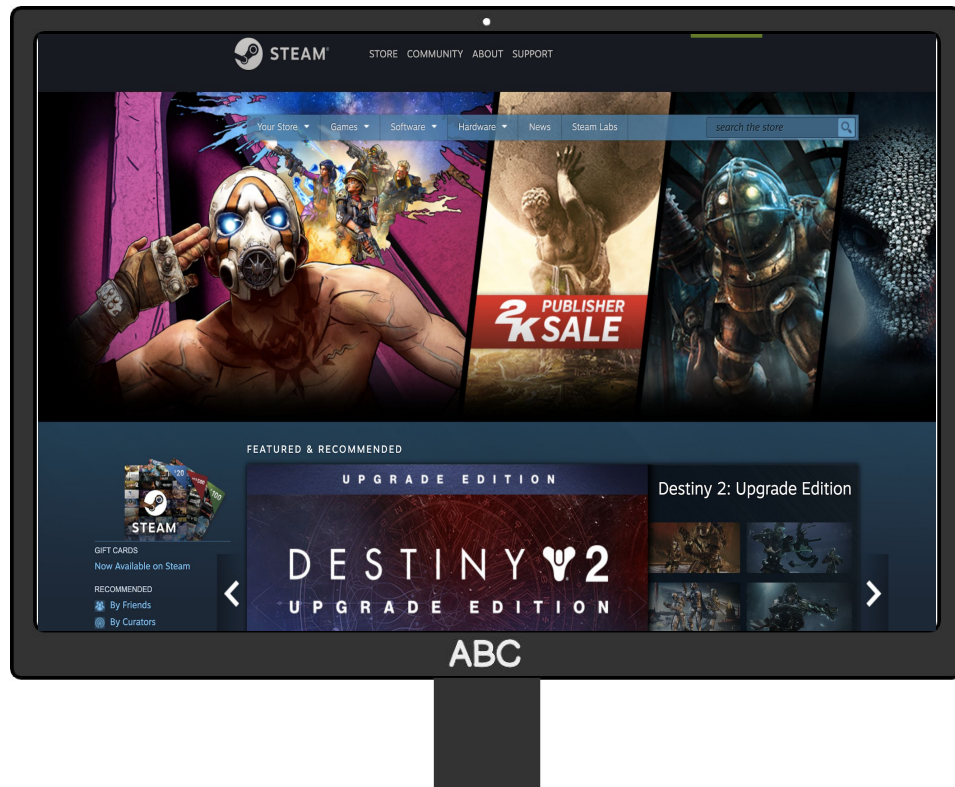 STEAM®
STORE COMMUNITY ABOUT SUPPORT
Your Store Games Software Hardware News Steam Labs search the store
2K PUBLISHER SALE
FEATURED & RECOMMENDED
UPGRADE EDITION
Destiny 2: Upgrade Edition
DESTINY 2
UPGRADE EDITION
$20
100
STEAM
GIFT CARDS
Now Available on Steam
RECOMMENDED
By Friends
By Curators
ABC